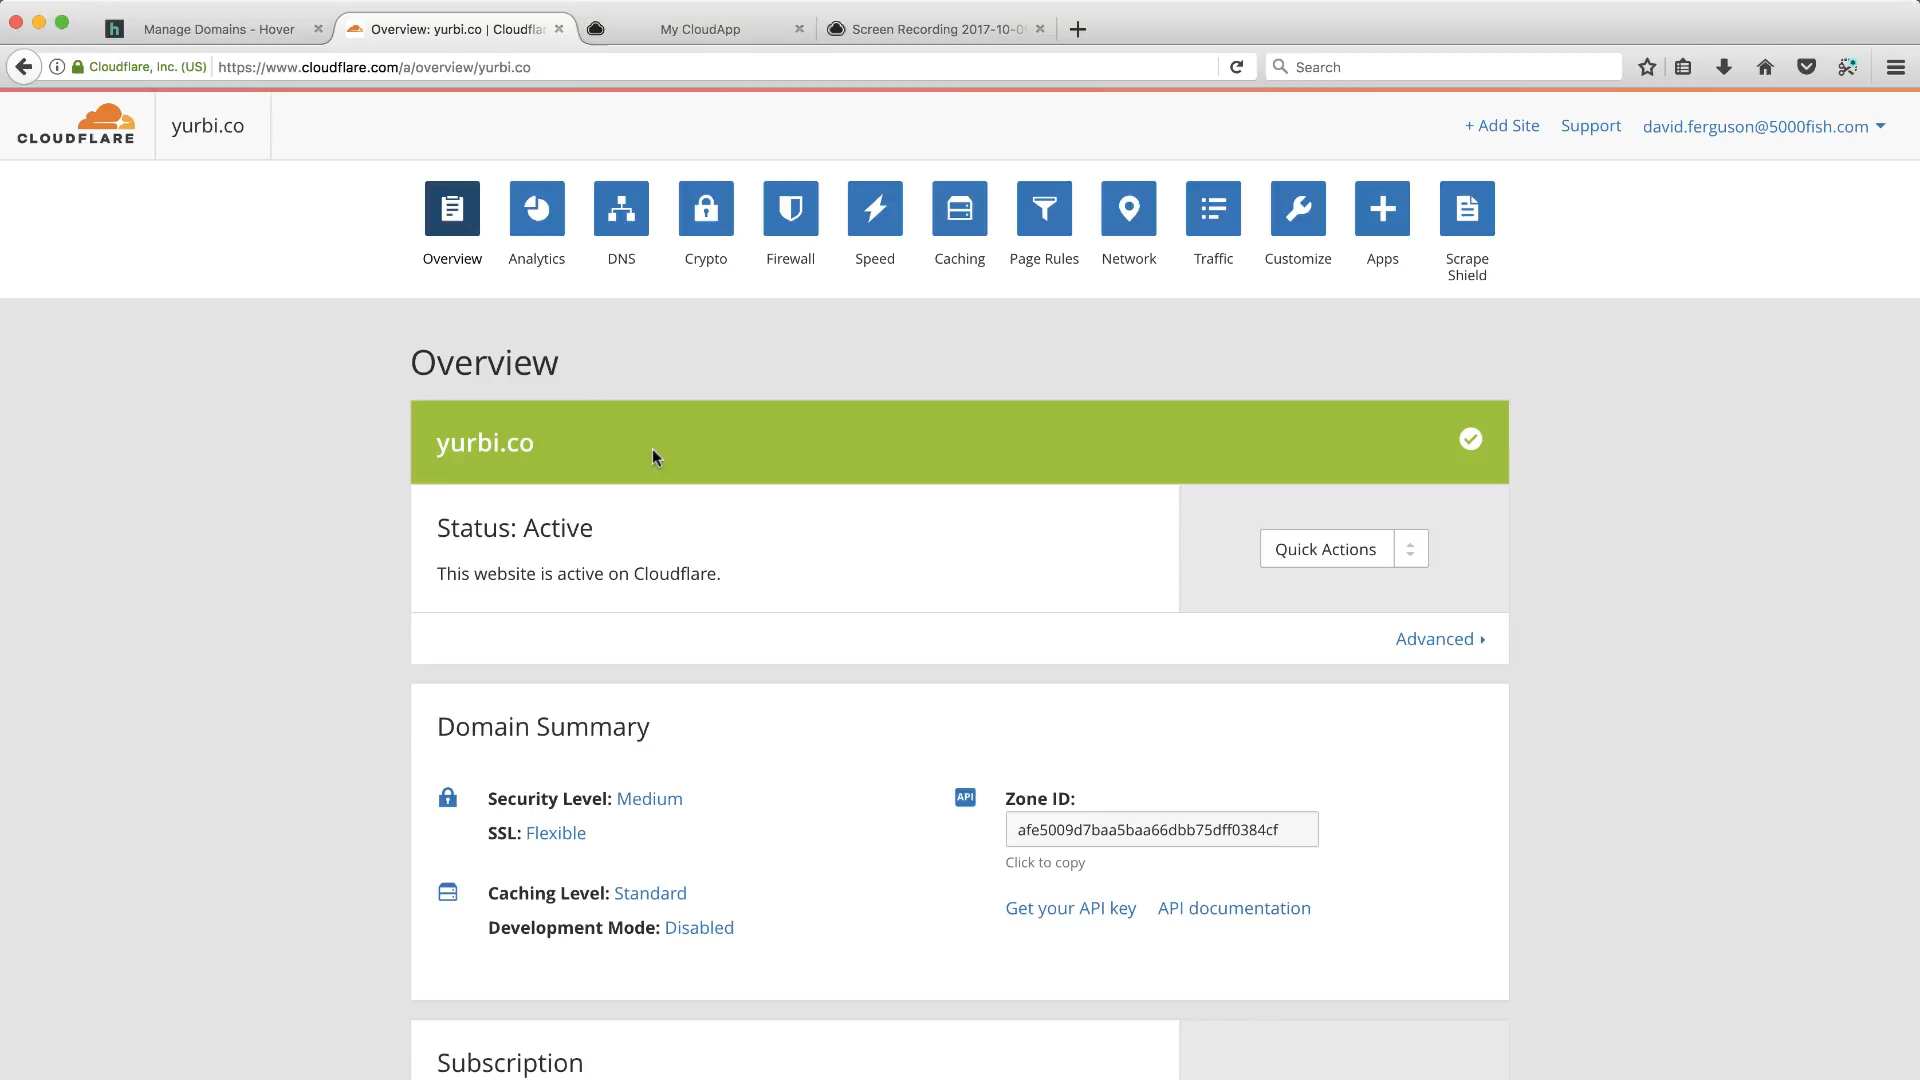 Manage Domains - Hover
Overview: yurbi.co | Cloudfla
My CloudApp
Screen Recording 2017-10-0
Cloudflare, Inc. (US)
https://www.cloudflare.com/a/overview/yurbi.co
Search
CLOUDFLARE
yurbi.co
+ Add Site
Support
david.ferguson@5000fish.com
Overview
Analytics
DNS
Crypto
Firewall
Speed
Caching
Page Rules
Network
Traffic
Customize
Apps
Scrape
Shield
Overview
yurbi.co
Status: Active
This website is active on Cloudflare.
Quick Actions
Advanced
Domain Summary
Security Level: Medium
SSL: Flexible
Caching Level: Standard
Development Mode: Disabled
API
Zone ID:
afe5009d7baa5baa66dbb75dff0384cf
Click to copy
Get your API key
API documentation
Subscription